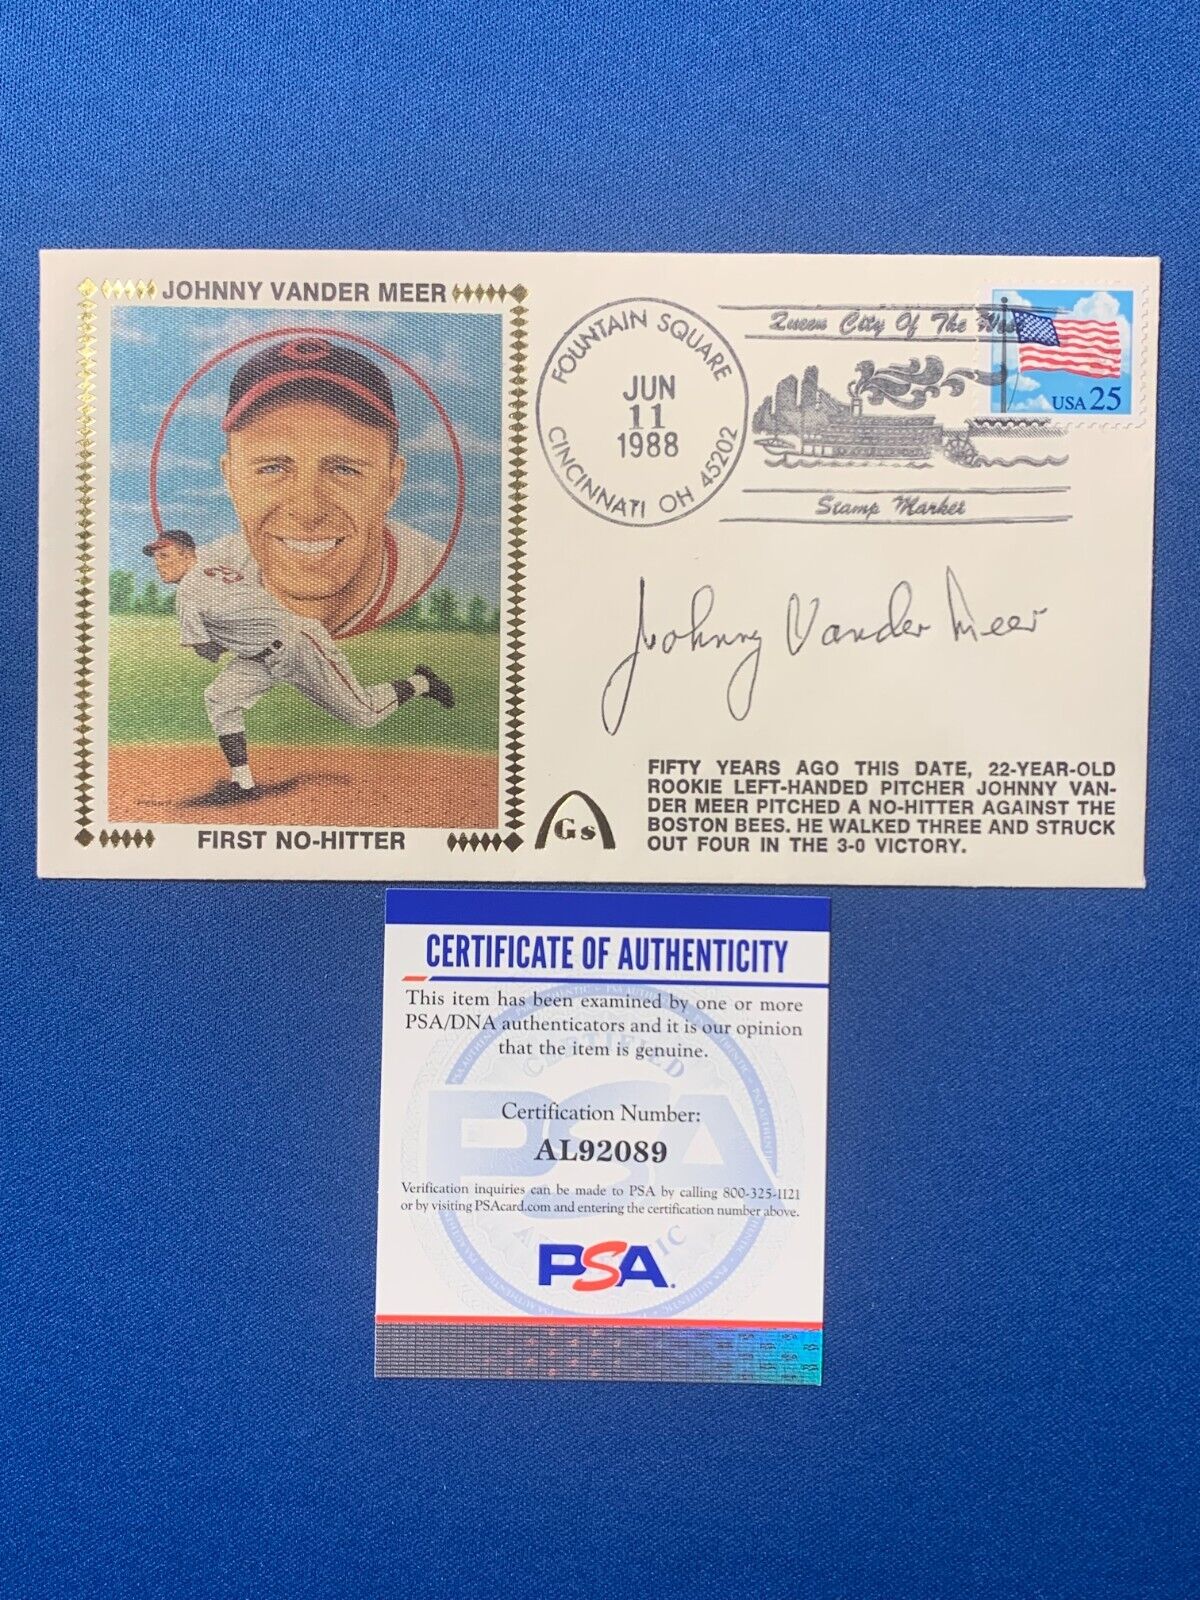 JOHNNY VANDER MEER
C
FIRST NO-HITTER
FOUNTAIN SQUARE
JUN
11
1988
CINCINNATI OH 45202
Queen City Of The West
Stamp Market
USA 25
Johnny Vander Meer
Gs
FIFTY YEARS AGO THIS DATE, 22-YEAR-OLD
ROOKIE LEFT-HANDED PITCHER JOHNNY VAN-
DER MEER PITCHED A NO-HITTER AGAINST THE
BOSTON BEES. HE WALKED THREE AND STRUCK
OUT FOUR IN THE 3-0 VICTORY.
CERTIFICATE OF AUTHENTICITY
This item has been examined by one or more
PSA/DNA authenticators and it is our opinion
that the item is genuine.
CERTIFIED
PSA
Certification Number:
AL92089
Verification inquiries can be made to PSA by calling 800-325-1121
or by visiting PSAcard.com and entering the certification number above.
PSA.